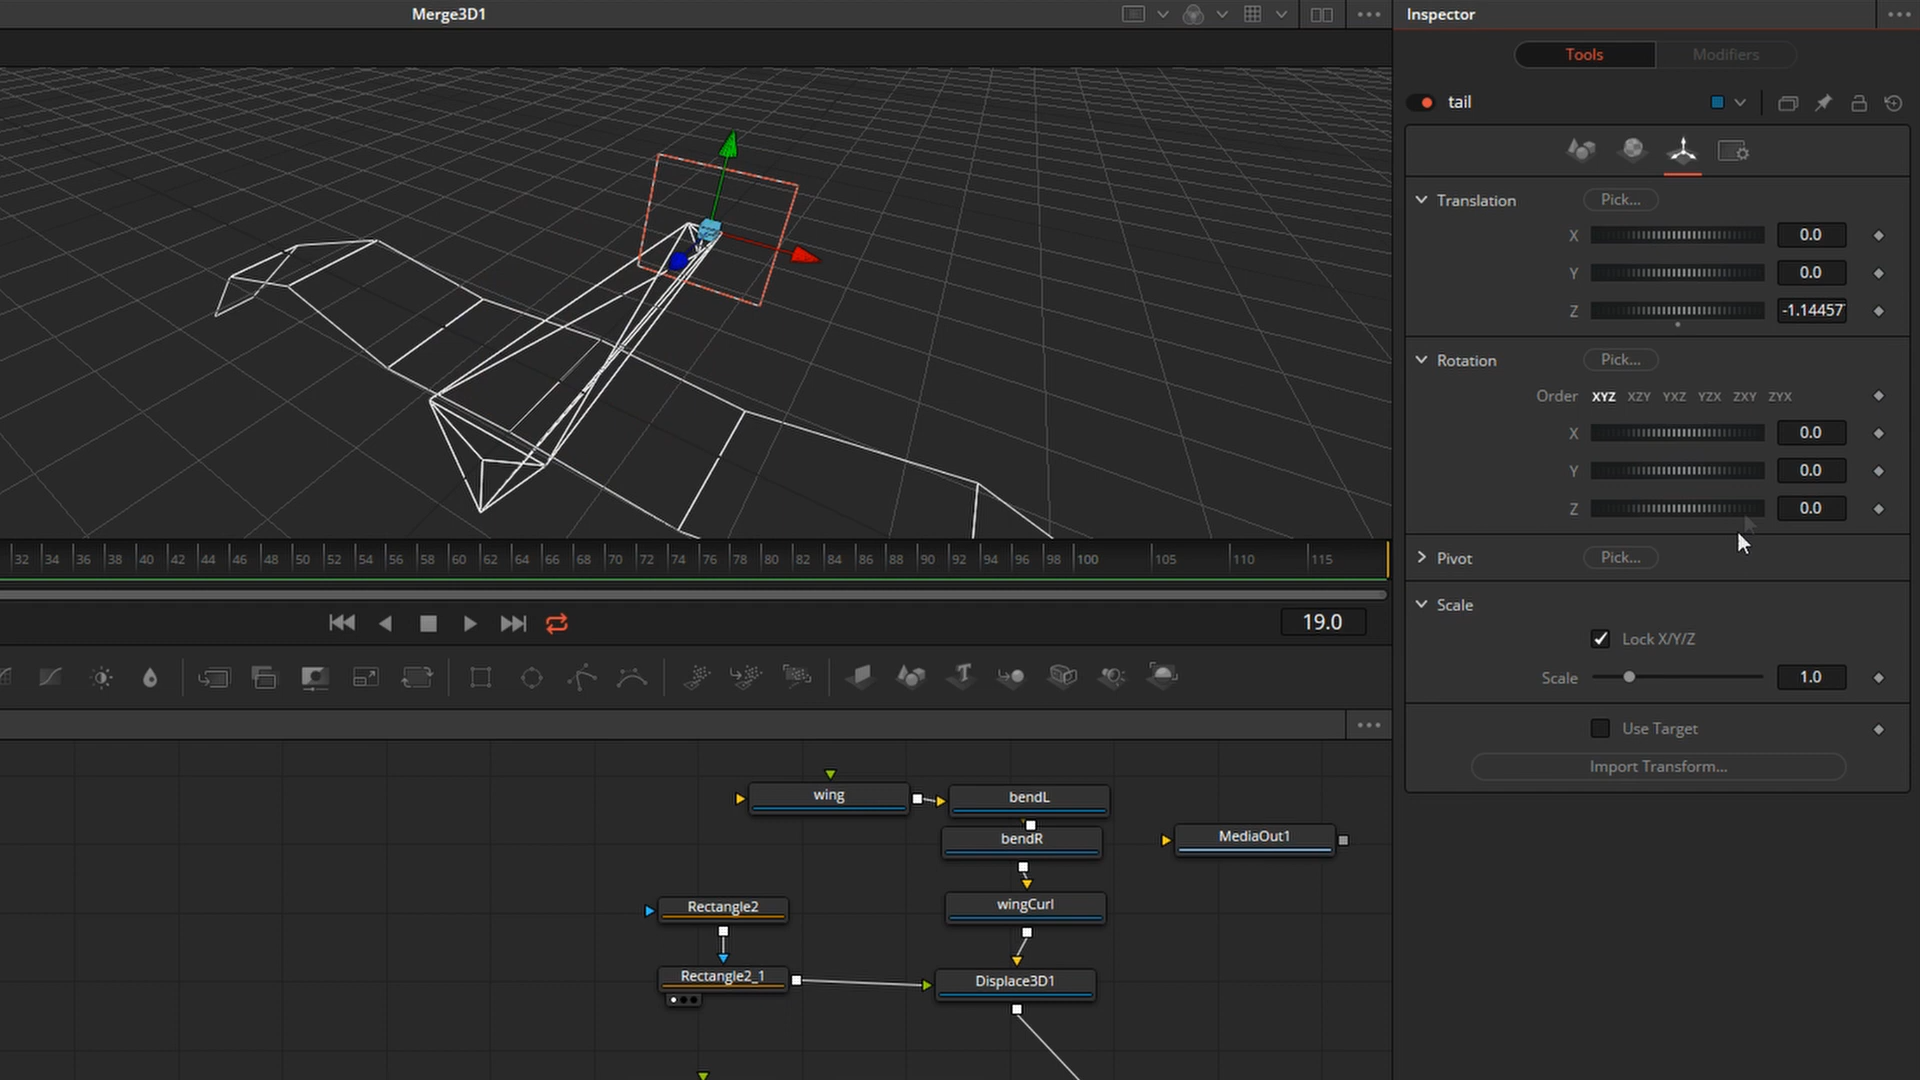 Merge3D1
Inspector
Tools Modifiers
tail
Translation Pick...
X 0.0
Y 0.0
Z -1.14457
Rotation Pick...
Order XYZ XZY YXZ YZX ZXY ZYX
X 0.0
Y 0.0
Z 0.0
Pivot Pick...
Scale
Lock X/Y/Z
Scale 1.0
Use Target
Import Transform...
32 34 36 38 40 42 44 46 48 50 52 54 56 58 60 62 64 66 68 70 72 74 76 78 80 82 84 86 88 90 92 94 96 98 100 105 110 115
19.0
wing
bendL
bendR
MediaOut1
wingCurl
Rectangle2
Rectangle2_1
Displace3D1